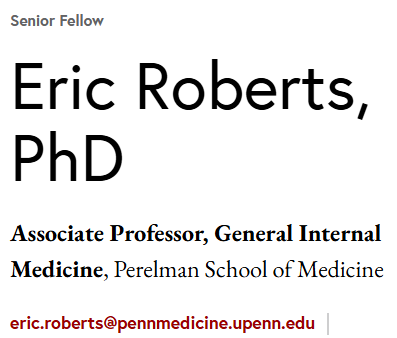 Senior Fellow
Eric Roberts,
PhD
Associate Professor, General Internal
Medicine, Perelman School of Medicine
eric.roberts@pennmedicine.upenn.edu